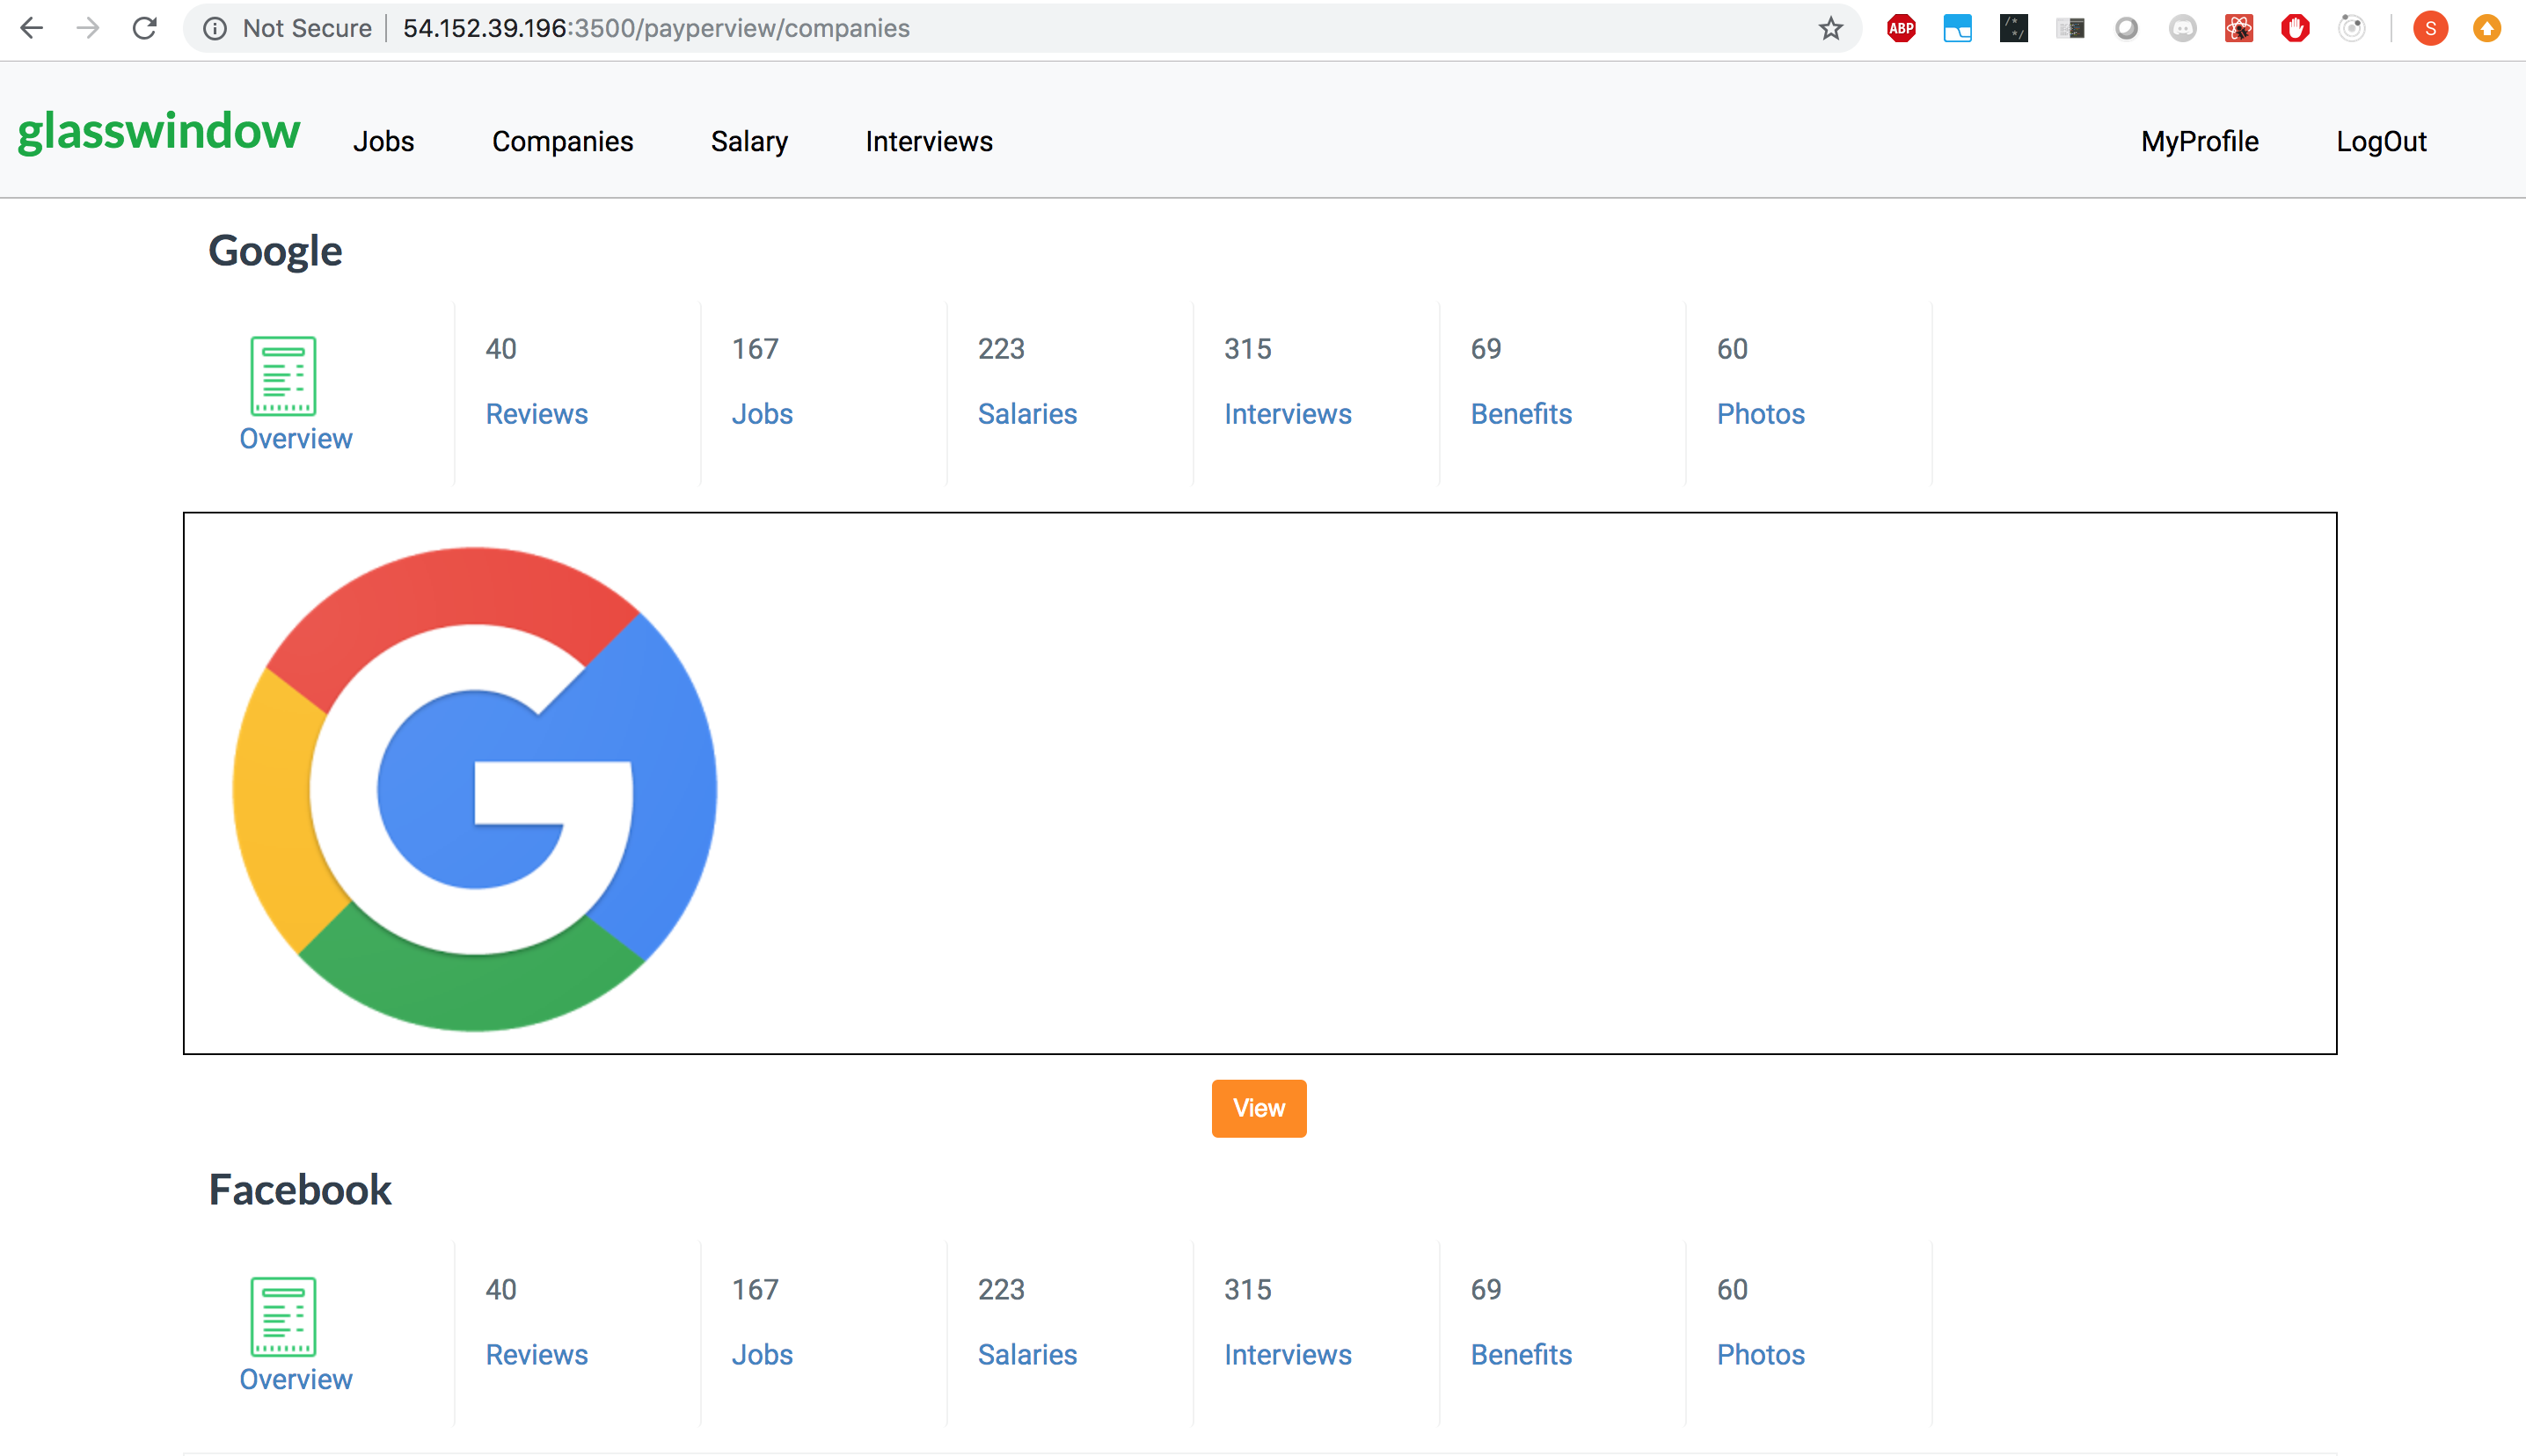 Not Secure | 54.152.39.196:3500/payperview/companies
ABP
/* */
S
glasswindow Jobs Companies Salary Interviews MyProfile LogOut
Google
40 167 223 315 69 60
Overview Reviews Jobs Salaries Interviews Benefits Photos
G
View
Facebook
40 167 223 315 69 60
Overview Reviews Jobs Salaries Interviews Benefits Photos